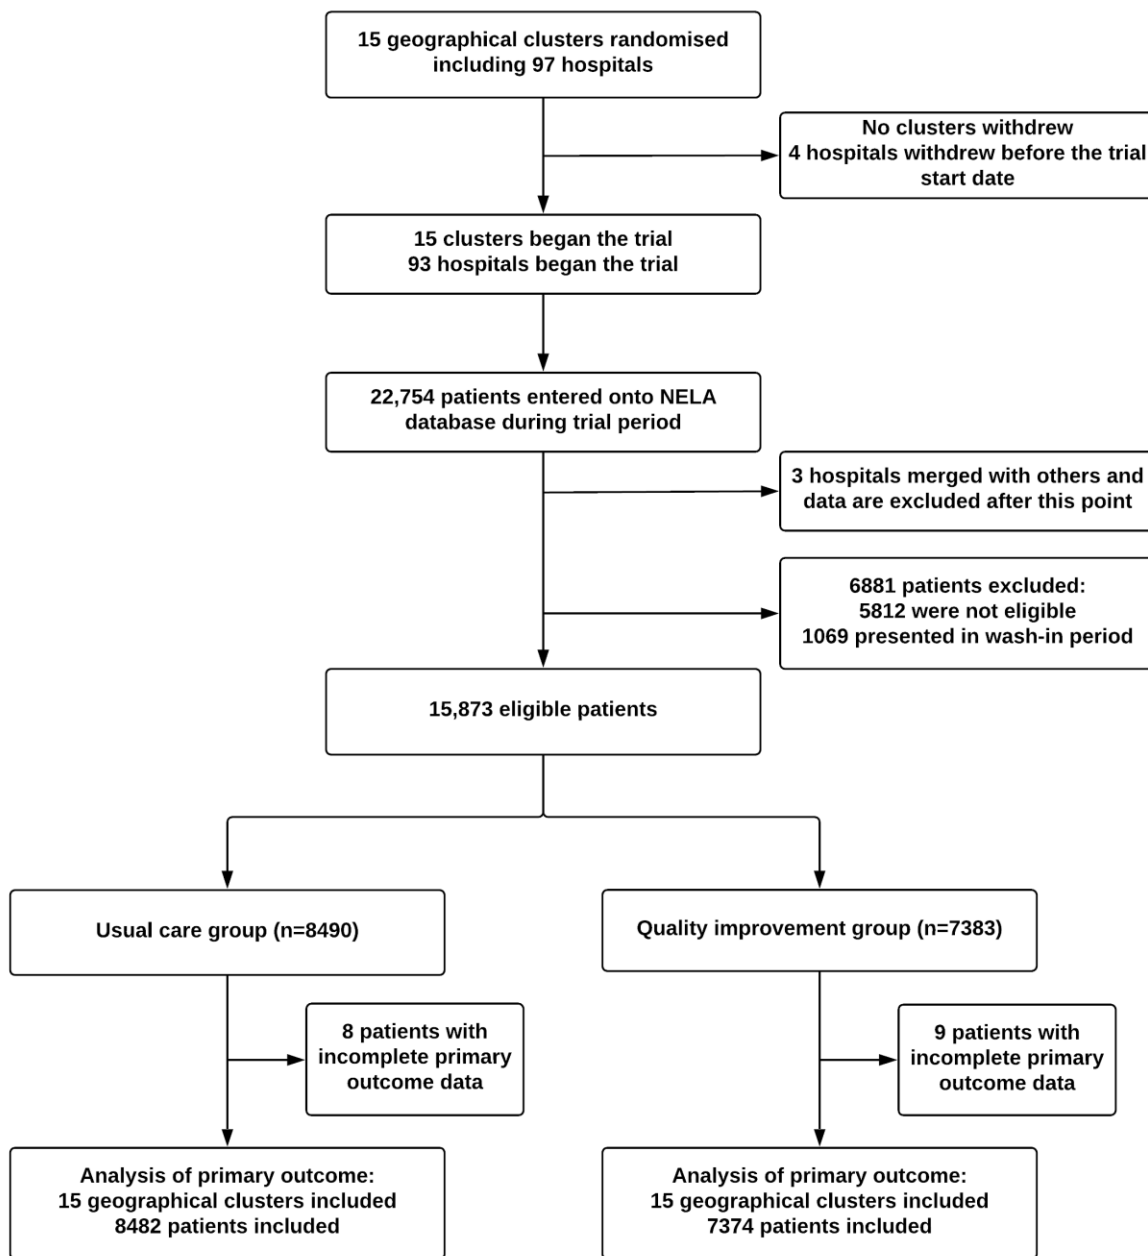 15 geographical clusters randomised
including 97 hospitals
No clusters withdrew
4 hospitals withdrew before the trial
start date
15 clusters began the trial
93 hospitals began the trial
22,754 patients entered onto NELA
database during trial period
3 hospitals merged with others and
data are excluded after this point
6881 patients excluded:
5812 were not eligible
1069 presented in wash-in period
15,873 eligible patients
Usual care group (n=8490)
Quality improvement group (n=7383)
8 patients with
incomplete primary
outcome data
9 patients with
incomplete primary
outcome data
Analysis of primary outcome:
15 geographical clusters included
8482 patients included
Analysis of primary outcome:
15 geographical clusters included
7374 patients included